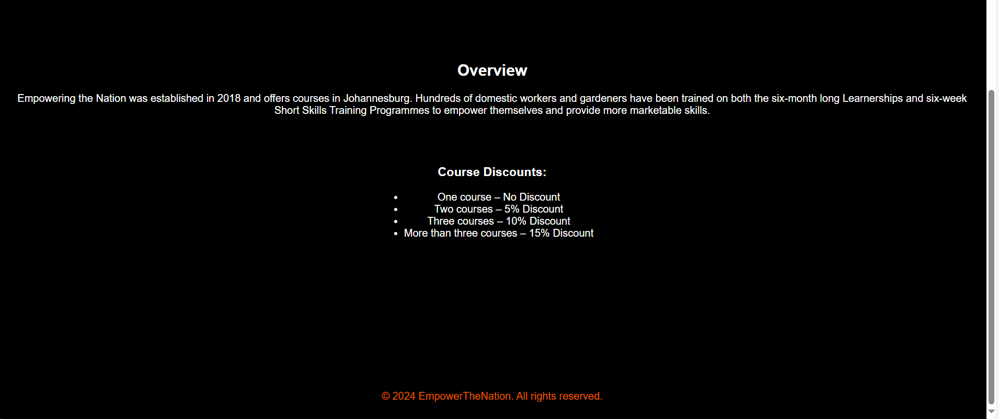 Overview
Empowering the Nation was established in 2018 and offers courses in Johannesburg. Hundreds of domestic workers and gardeners have been trained on both the six-month long Learnerships and six-week
Short Skills Training Programmes to empower themselves and provide more marketable skills.
Course Discounts:
• One course – No Discount
• Two courses – 5% Discount
• Three courses – 10% Discount
• More than three courses – 15% Discount
© 2024 EmpowerTheNation. All rights reserved.